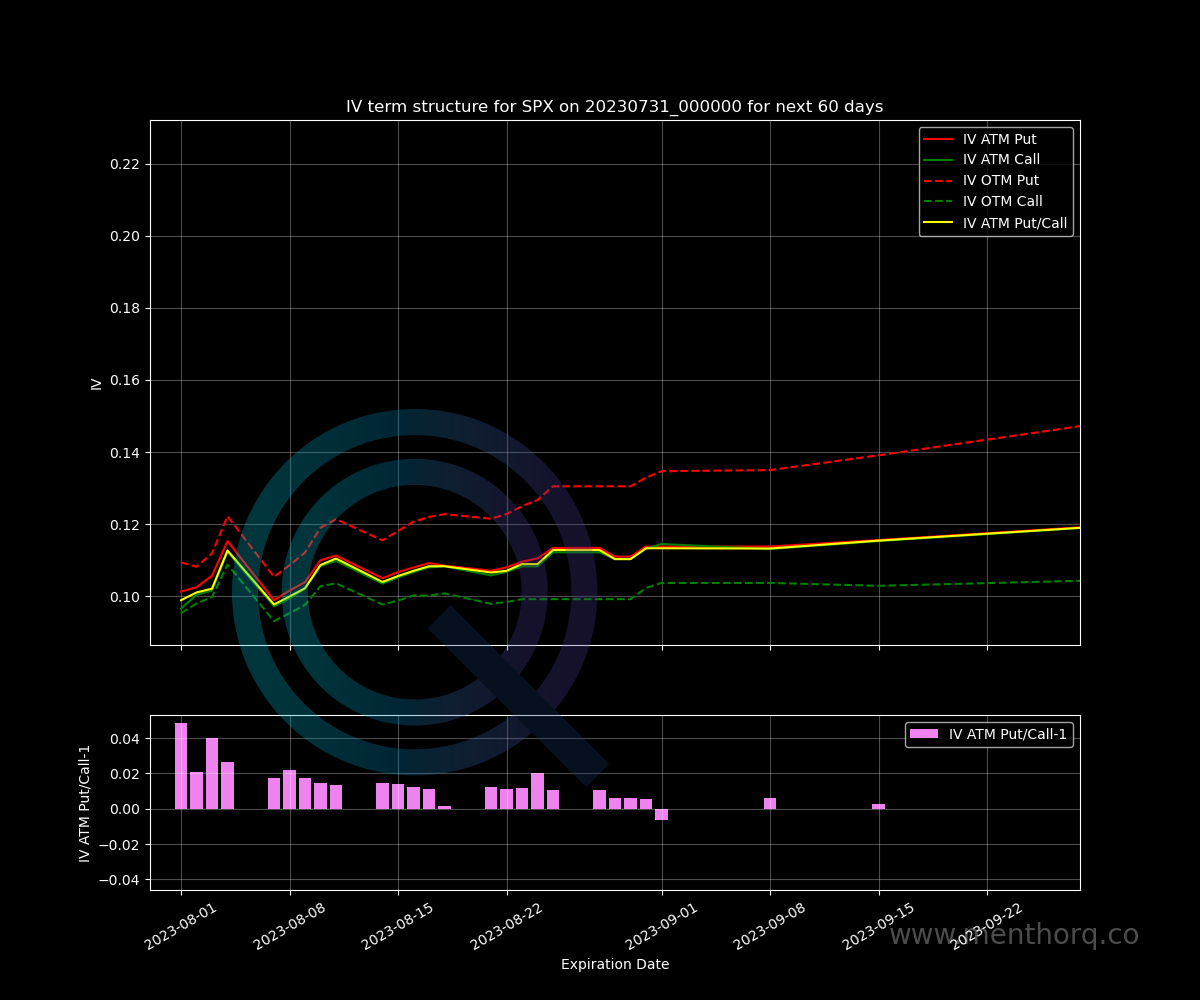 IV term structure for SPX on 20230731_000000 for next 60 days
IV ATM Put
IV ATM Call
IV OTM Put
IV OTM Call
IV ATM Put/Call
0.22
0.20
0.18
0.16
0.14
0.12
0.10
IV
IV ATM Put/Call-1
0.04
0.02
0.00
−0.02
−0.04
IV ATM Put/Call-1
2023-08-01
2023-08-08
2023-08-15
2023-08-22
2023-09-01
2023-09-08
2023-09-15
2023-09-22
www.menthorq.co
Expiration Date